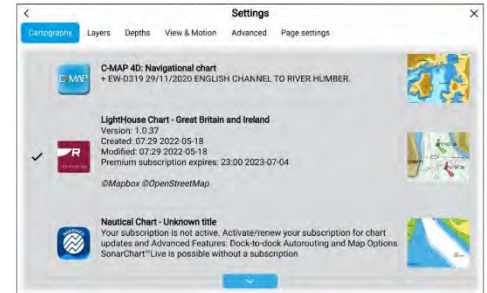 Settings
Cartography Layers Depths View & Motion Advanced Page settings
C-MAP 4D: Navigational chart
+ EW-D319 29/11/2020 ENGLISH CHANNEL TO RIVER HUMBER.
C-MAP
LightHouse Chart - Great Britain and Ireland
Version: 1.0.37
Created: 07:29 2022-05-18
Modified: 07:29 2022-05-18
Premium subscription expires: 23:00 2023-07-04
©Mapbox ©OpenStreetMap
Nautical Chart - Unknown title
Your subscription is not active. Activate/renew your subscription for chart
updates and Advanced Features: Dock-to-dock Autorouting and Map Options.
SonarChart™Live is possible without a subscription